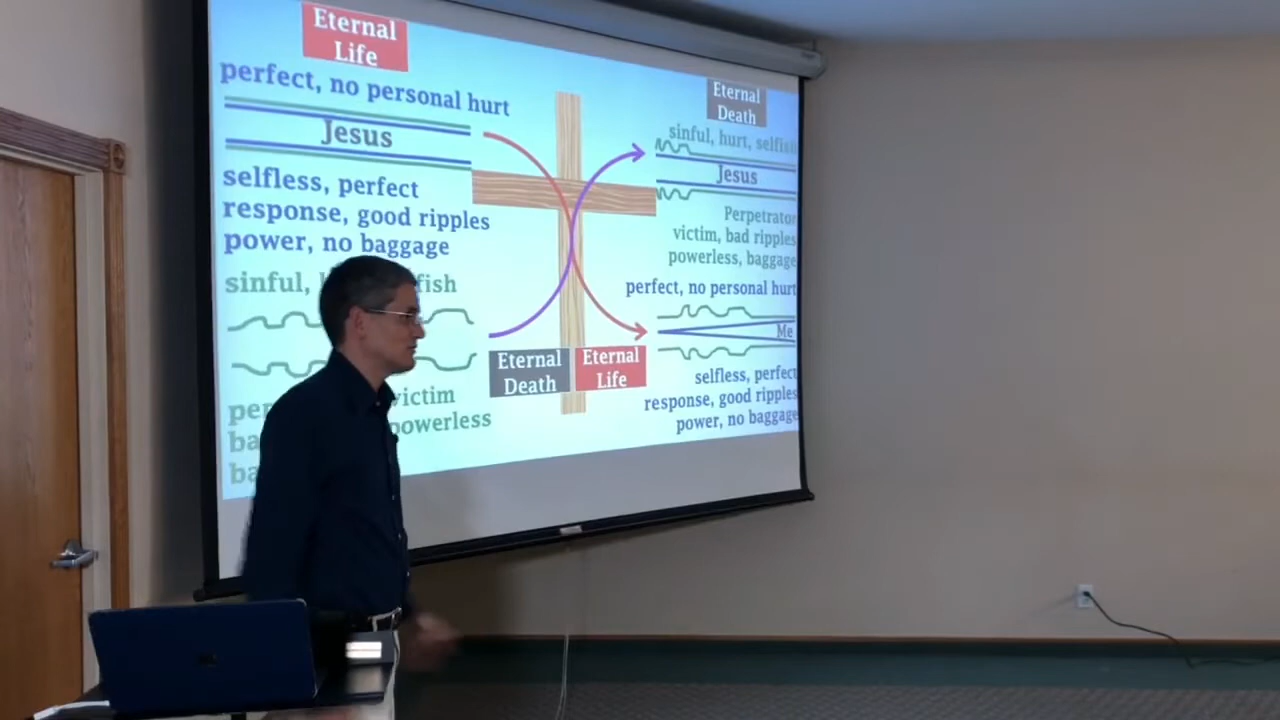 Eternal
Life
perfect, no personal hurt
Jesus
selfless, perfect
response, good ripples
power, no baggage
sinful,
victim
powerless
Eternal
Death
Eternal
Life
Eternal
Death
sinful, hurt, selfish
Jesus
Perpetrator
victim, bad ripples
powerless, baggage
perfect, no personal hurt
Me
selfless, perfect
response, good ripples
power, no baggage